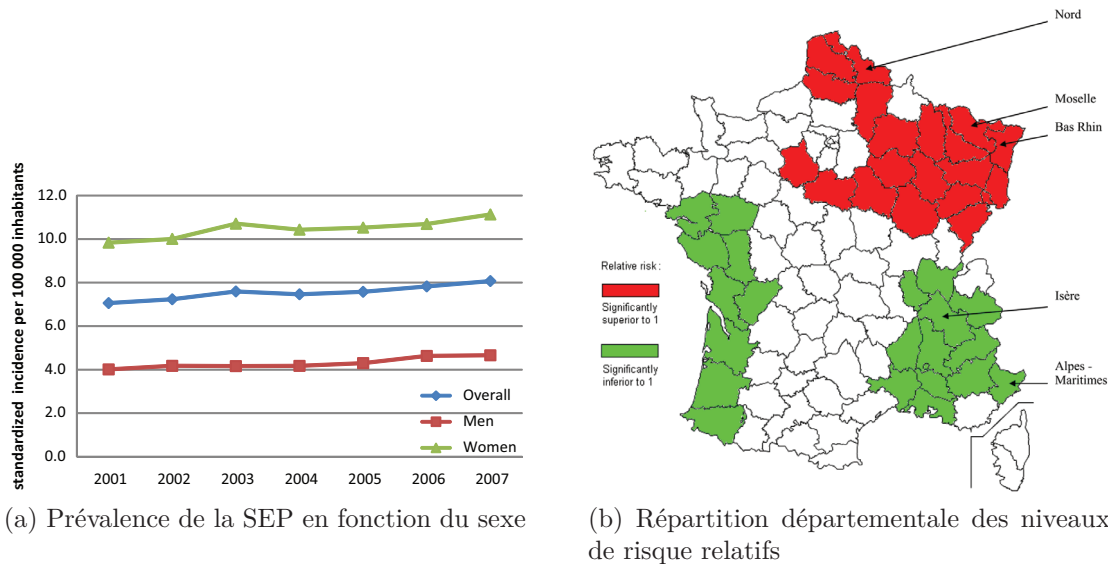 standardized incidence per 100 000 inhabitants
12.0
10.0
8.0
6.0
4.0
2.0
0.0
2001 2002 2003 2004 2005 2006 2007
Overall
Men
Women
(a) Prévalence de la SEP en fonction du sexe
Nord
Moselle
Bas Rhin
Relative risk :
Significantly
superior to 1
Significantly
inferior to 1
Isère
Alpes -
Maritimes
(b) Répartition départementale des niveaux
de risque relatifs